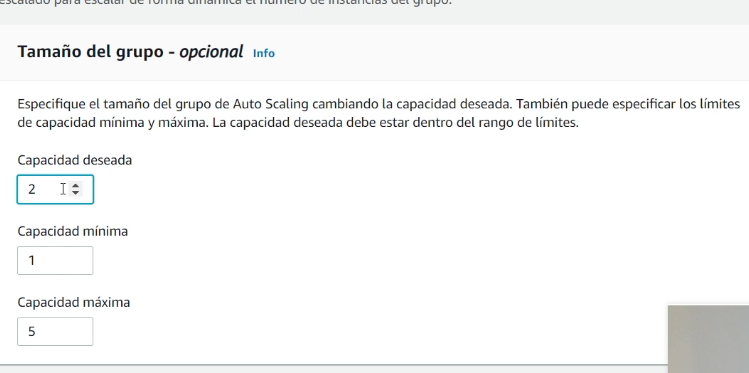 escalado para escalar de forma dinámica el número de instancias del grupo.
Tamaño del grupo - opcional Info
Especifique el tamaño del grupo de Auto Scaling cambiando la capacidad deseada. También puede especificar los límites
de capacidad mínima y máxima. La capacidad deseada debe estar dentro del rango de límites.
Capacidad deseada
2
Capacidad mínima
1
Capacidad máxima
5